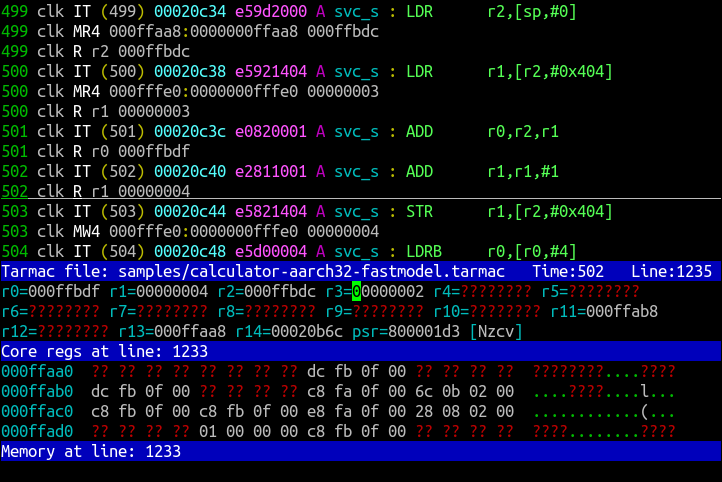 499 clk IT (499) 00020c34 e59d2000 A svc_s : LDR      r2,[sp,#0]
499 clk MR4 000ffaa8:0000000ffaa8 000ffbdc
499 clk R r2 000ffbdc
500 clk IT (500) 00020c38 e5921404 A svc_s : LDR      r1,[r2,#0x404]
500 clk MR4 000fffe0:0000000fffe0 00000003
500 clk R r1 00000003
501 clk IT (501) 00020c3c e0820001 A svc_s : ADD      r0,r2,r1
501 clk R r0 000ffbdf
502 clk IT (502) 00020c40 e2811001 A svc_s : ADD      r1,r1,#1
502 clk R r1 00000004
503 clk IT (503) 00020c44 e5821404 A svc_s : STR      r1,[r2,#0x404]
503 clk MW4 000fffe0:0000000fffe0 00000004
504 clk IT (504) 00020c48 e5d00004 A svc_s : LDRB     r0,[r0,#4]
Tarmac file: samples/calculator-aarch32-fastmodel.tarmac   Time:502   Line:1235
r0=000ffbdf r1=00000004 r2=000ffbdc r3=00000002 r4=???????? r5=????????
r6=???????? r7=???????? r8=???????? r9=???????? r10=???????? r11=000ffab8
r12=???????? r13=000ffaa8 r14=00020b6c psr=800001d3 [Nzcv]
Core regs at line: 1233
000ffaa0  ?? ?? ?? ?? ?? ?? ?? ?? dc fb 0f 00 ?? ?? ?? ??  ????????....????
000ffab0  dc fb 0f 00 ?? ?? ?? ?? c8 fa 0f 00 6c 0b 02 00  ....????....l...
000ffac0  c8 fb 0f 00 c8 fb 0f 00 e8 fa 0f 00 28 08 02 00  ............(...
000ffad0  ?? ?? ?? ?? 01 00 00 00 c8 fb 0f 00 ?? ?? ?? ??  ????........????
Memory at line: 1233